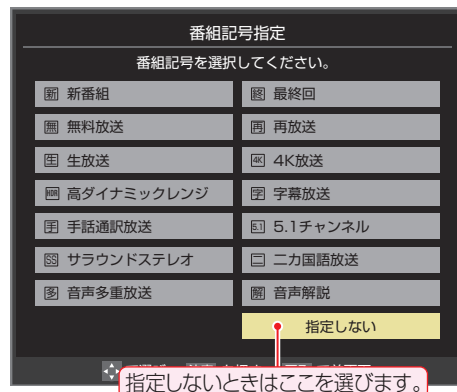 番組記号指定
番組記号を選択してください。
新 新番組
終 最終回
無 無料放送
再 再放送
生 生放送
4K 4K放送
HDR 高ダイナミックレンジ
字 字幕放送
手 手話通訳放送
5.1 5.1チャンネル
SS サラウンドステレオ
二 二カ国語放送
多 音声多重放送
解 音声解説
指定しない
指定しないときはここを選びます。